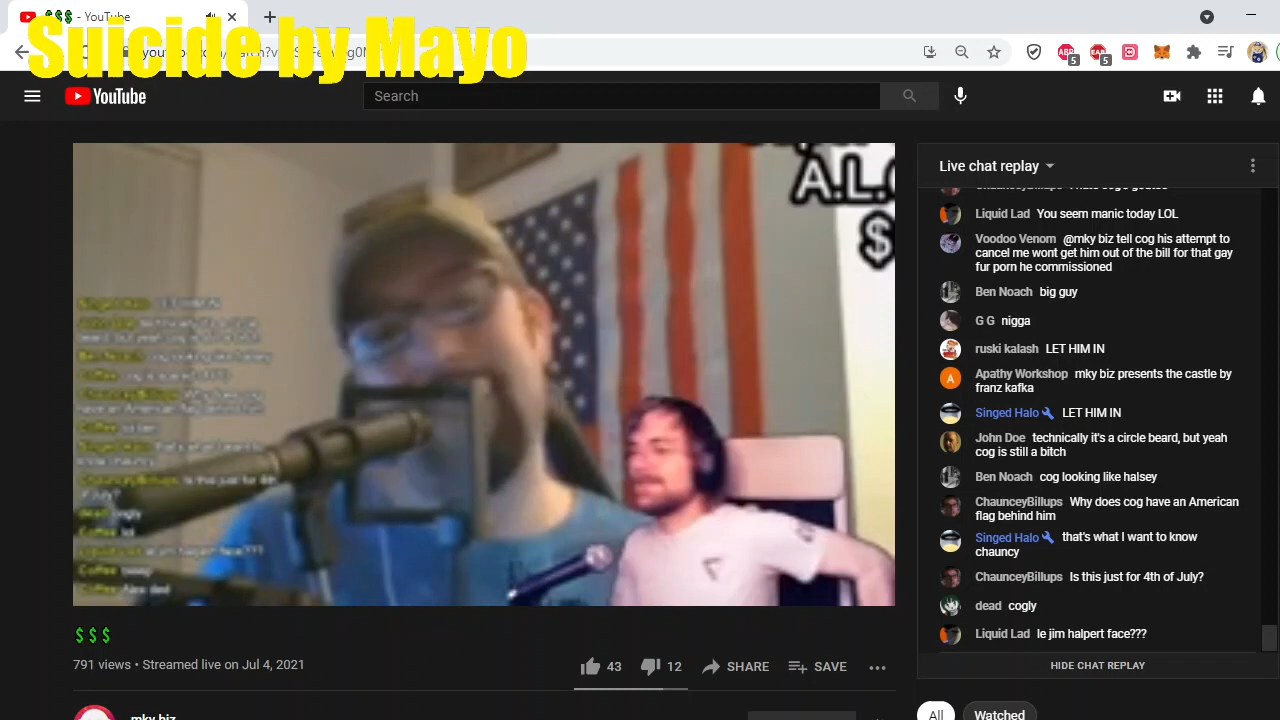 $$$ - YouTube
Suicide by Mayo
YouTube
Search
A.L.
$
Live chat replay
Liquid Lad You seem manic today LOL
Voodoo Venom @mky biz tell cog his attempt to
cancel me wont get him out of the bill for that gay
fur porn he commissioned
Ben Noach big guy
G G nigga
ruski kalash LET HIM IN
A
Apathy Workshop mky biz presents the castle by
franz kafka
Singed Halo LET HIM IN
John Doe technically it's a circle beard, but yeah
cog is still a bitch
Ben Noach cog looking like halsey
ChaunceyBillups Why does cog have an American
flag behind him
Singed Halo that's what I want to know
chauncy
ChaunceyBillups Is this just for 4th of July?
dead cogly
Liquid Lad le jim halpert face???
HIDE CHAT REPLAY
$$$
791 views • Streamed live on Jul 4, 2021
43
12
SHARE
SAVE
mky biz
All
Watched